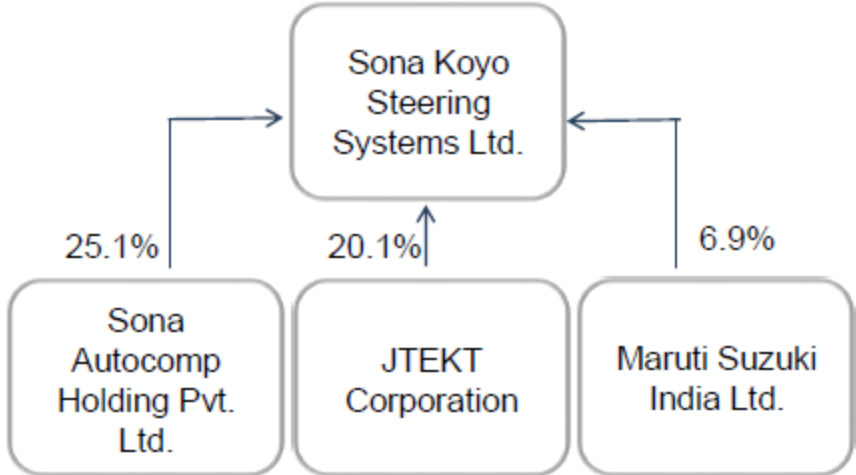 Sona Koyo
Steering
Systems Ltd.
25.1%
20.1%
6.9%
Sona
Autocomp
Holding Pvt.
Ltd.
JTEKT
Corporation
Maruti Suzuki
India Ltd.